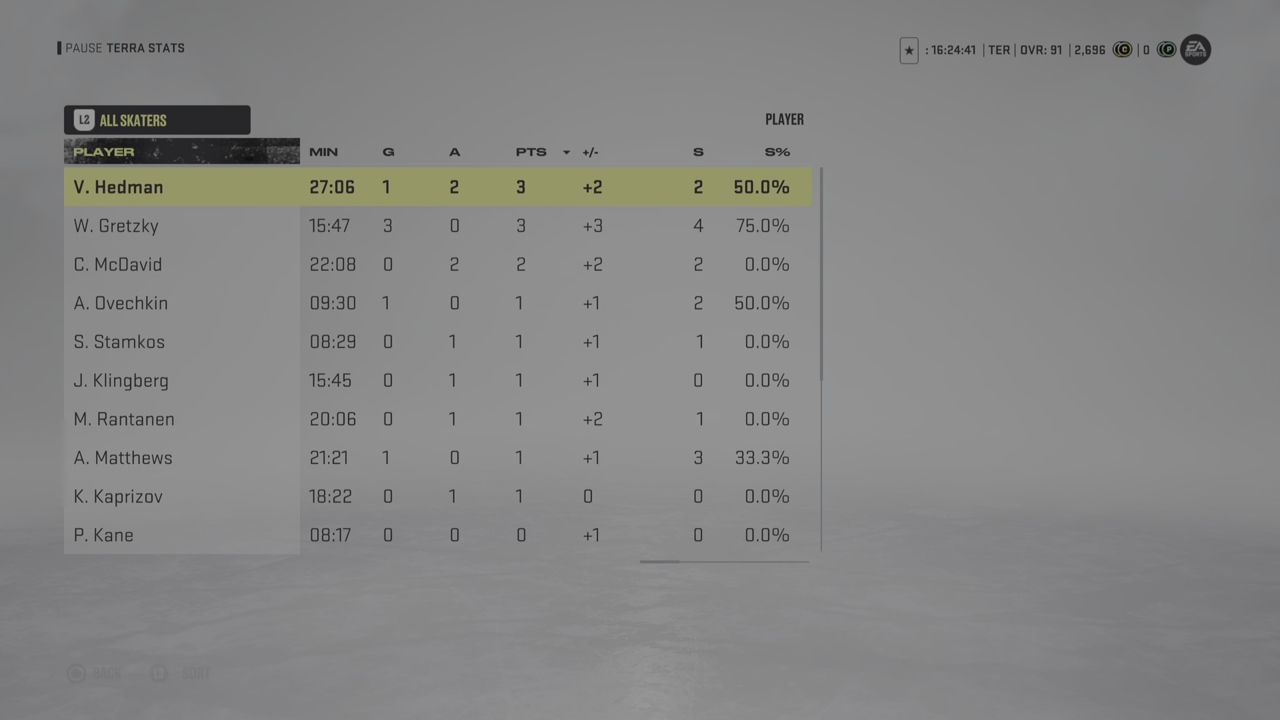 PAUSE TERRA STATS
★ : 16:24:41 | TER | OVR: 91 | 2,696 C | 0 P EA SPORTS
L2 ALL SKATERS PLAYER
PLAYER MIN G A PTS +/- S S%
V. Hedman 27:06 1 2 3 +2 2 50.0%
W. Gretzky 15:47 3 0 3 +3 4 75.0%
C. McDavid 22:08 0 2 2 +2 2 0.0%
A. Ovechkin 09:30 1 0 1 +1 2 50.0%
S. Stamkos 08:29 0 1 1 +1 1 0.0%
J. Klingberg 15:45 0 1 1 +1 0 0.0%
M. Rantanen 20:06 0 1 1 +2 1 0.0%
A. Matthews 21:21 1 0 1 +1 3 33.3%
K. Kaprizov 18:22 0 1 1 0 0 0.0%
P. Kane 08:17 0 0 0 +1 0 0.0%
BACK SORT